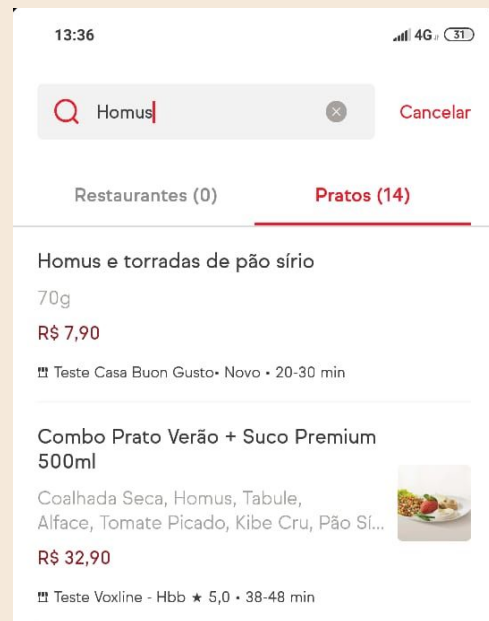 13:36 4G 31
Homus Cancelar
Restaurantes (0) Pratos (14)
Homus e torradas de pão sírio
70g
R$ 7,90
Teste Casa Buon Gusto• Novo • 20-30 min
Combo Prato Verão + Suco Premium
500ml
Coalhada Seca, Homus, Tabule,
Alface, Tomate Picado, Kibe Cru, Pão Sí...
R$ 32,90
Teste Voxline - Hbb ★ 5,0 • 38-48 min